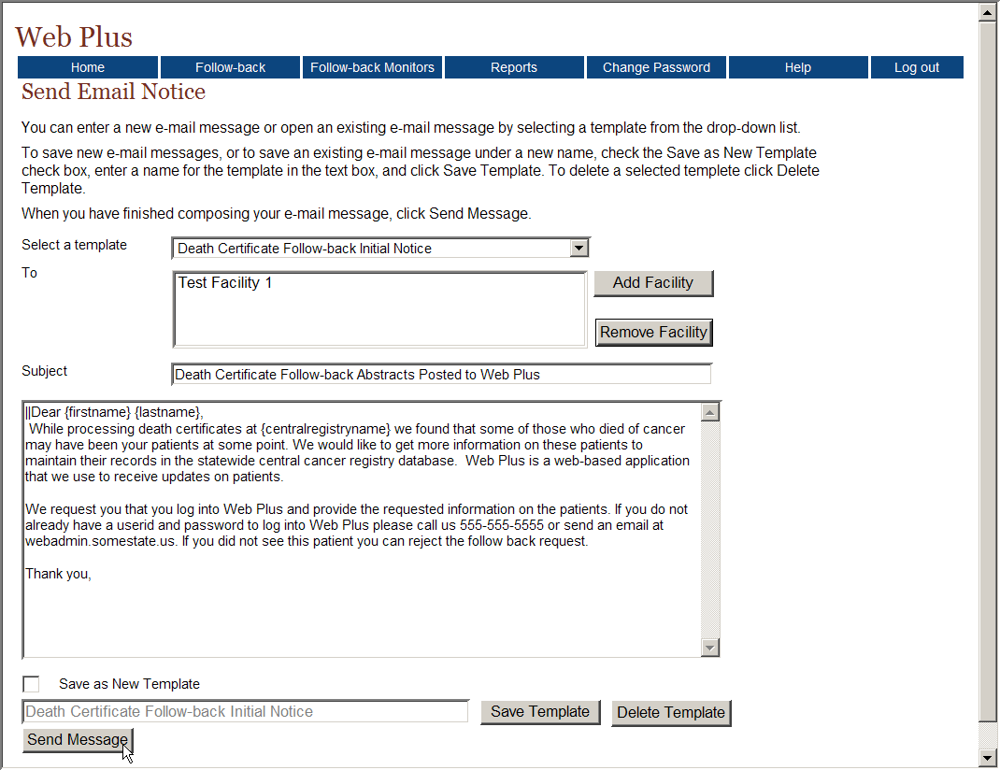 Web Plus
Home Follow-back Follow-back Monitors Reports Change Password Help Log out
Send Email Notice
You can enter a new e-mail message or open an existing e-mail message by selecting a template from the drop-down list.
To save new e-mail messages, or to save an existing e-mail message under a new name, check the Save as New Template
check box, enter a name for the template in the text box, and click Save Template. To delete a selected templete click Delete
Template.
When you have finished composing your e-mail message, click Send Message.
Select a template Death Certificate Follow-back Initial Notice
To
Test Facility 1
Add Facility
Remove Facility
Subject Death Certificate Follow-back Abstracts Posted to Web Plus
||Dear {firstname} {lastname},
While processing death certificates at {centralregistryname} we found that some of those who died of cancer
may have been your patients at some point. We would like to get more information on these patients to
maintain their records in the statewide central cancer registry database.  Web Plus is a web-based application
that we use to receive updates on patients.
We request you that you log into Web Plus and provide the requested information on the patients. If you do not
already have a userid and password to log into Web Plus please call us 555-555-5555 or send an email at
webadmin.somestate.us. If you did not see this patient you can reject the follow back request.
Thank you,
Save as New Template
Death Certificate Follow-back Initial Notice Save Template Delete Template
Send Message